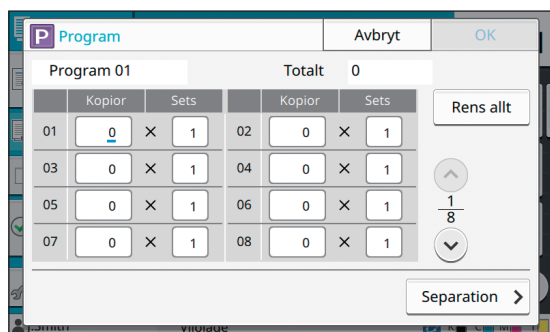 P Program Avbryt OK
Program 01 Totalt 0
Kopior Sets Kopior Sets Rens allt
01 0 × 1 02 0 × 1
03 0 × 1 04 0 × 1
05 0 × 1 06 0 × 1
1
8
07 0 × 1 08 0 × 1
Separation